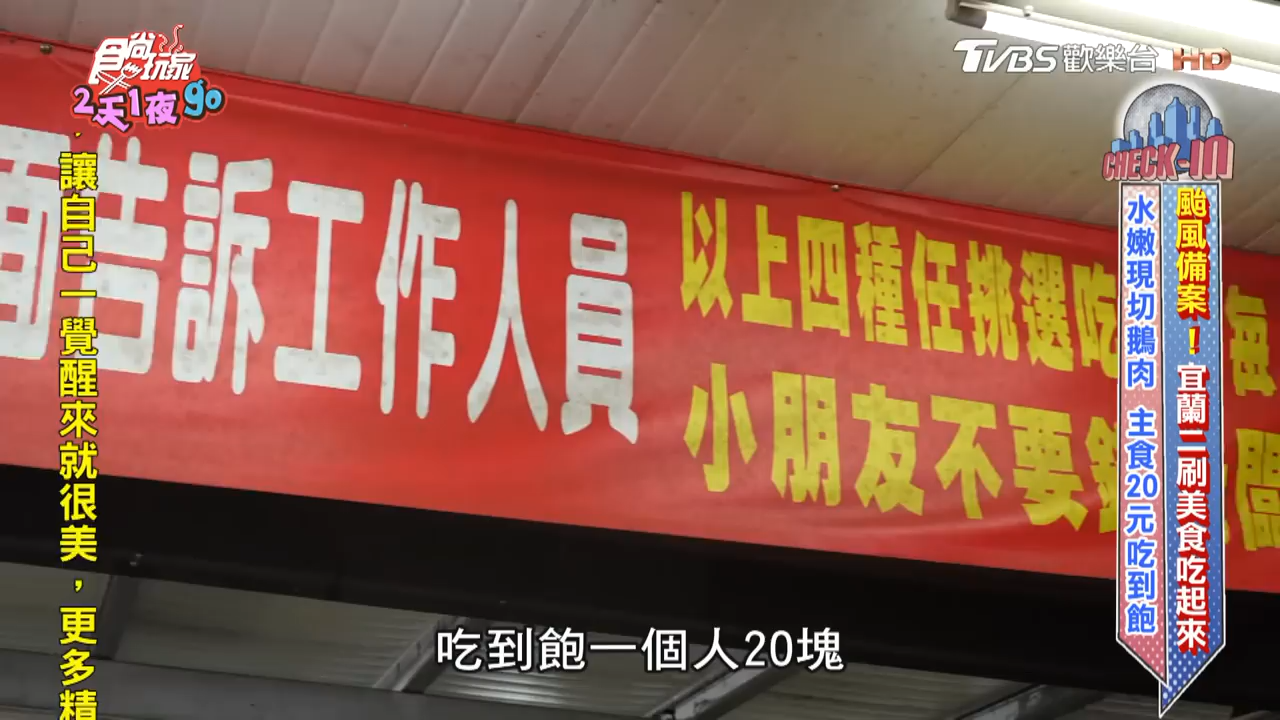 食尚玩家
2天1夜go
TVBS歡樂台 HD
CHECK-IN
颱風備案！宜蘭二刷美食吃起來
水嫩現切鵝肉 主食20元吃到飽
讓自己一覺醒來就很美，更多精
面告訴工作人員
以上四種任挑選吃
小朋友不要
吃到飽一個人20塊